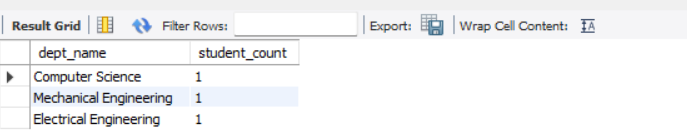 Result Grid Filter Rows: Export: Wrap Cell Content: IA
dept_name student_count
Computer Science 1
Mechanical Engineering 1
Electrical Engineering 1